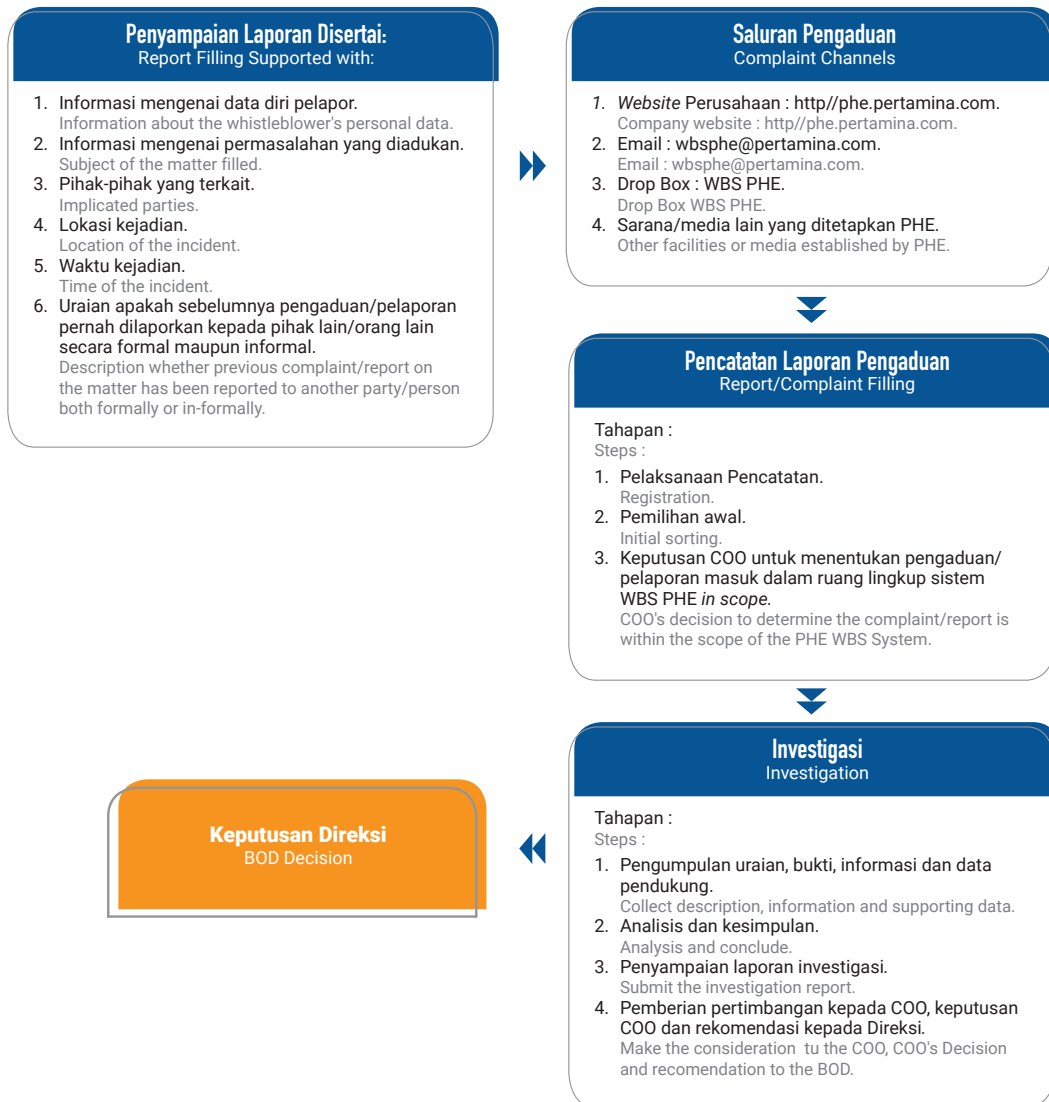 Penyampaian Laporan Disertai:
Report Filling Supported with:
1. Informasi mengenai data diri pelapor.
Information about the whistleblower's personal data.
2. Informasi mengenai permasalahan yang diadukan.
Subject of the matter filled.
3. Pihak-pihak yang terkait.
Implicated parties.
4. Lokasi kejadian.
Location of the incident.
5. Waktu kejadian.
Time of the incident.
6. Uraian apakah sebelumnya pengaduan/pelaporan
pernah dilaporkan kepada pihak lain/orang lain
secara formal maupun informal.
Description whether previous complaint/report on
the matter has been reported to another party/person
both formally or in-formally.
Saluran Pengaduan
Complaint Channels
1. Website Perusahaan : http//phe.pertamina.com.
Company website : http//phe.pertamina.com.
2. Email : wbsphe@pertamina.com.
Email : wbsphe@pertamina.com.
3. Drop Box : WBS PHE.
Drop Box WBS PHE.
4. Sarana/media lain yang ditetapkan PHE.
Other facilities or media established by PHE.
Pencatatan Laporan Pengaduan
Report/Complaint Filling
Tahapan :
Steps :
1. Pelaksanaan Pencatatan.
Registration.
2. Pemilihan awal.
Initial sorting.
3. Keputusan COO untuk menentukan pengaduan/
pelaporan masuk dalam ruang lingkup sistem
WBS PHE in scope.
COO's decision to determine the complaint/report is
within the scope of the PHE WBS System.
Investigasi
Investigation
Tahapan :
Steps :
1. Pengumpulan uraian, bukti, informasi dan data
pendukung.
Collect description, information and supporting data.
2. Analisis dan kesimpulan.
Analysis and conclude.
3. Penyampaian laporan investigasi.
Submit the investigation report.
4. Pemberian pertimbangan kepada COO, keputusan
COO dan rekomendasi kepada Direksi.
Make the consideration tu the COO, COO's Decision
and recomendation to the BOD.
Keputusan Direksi
BOD Decision